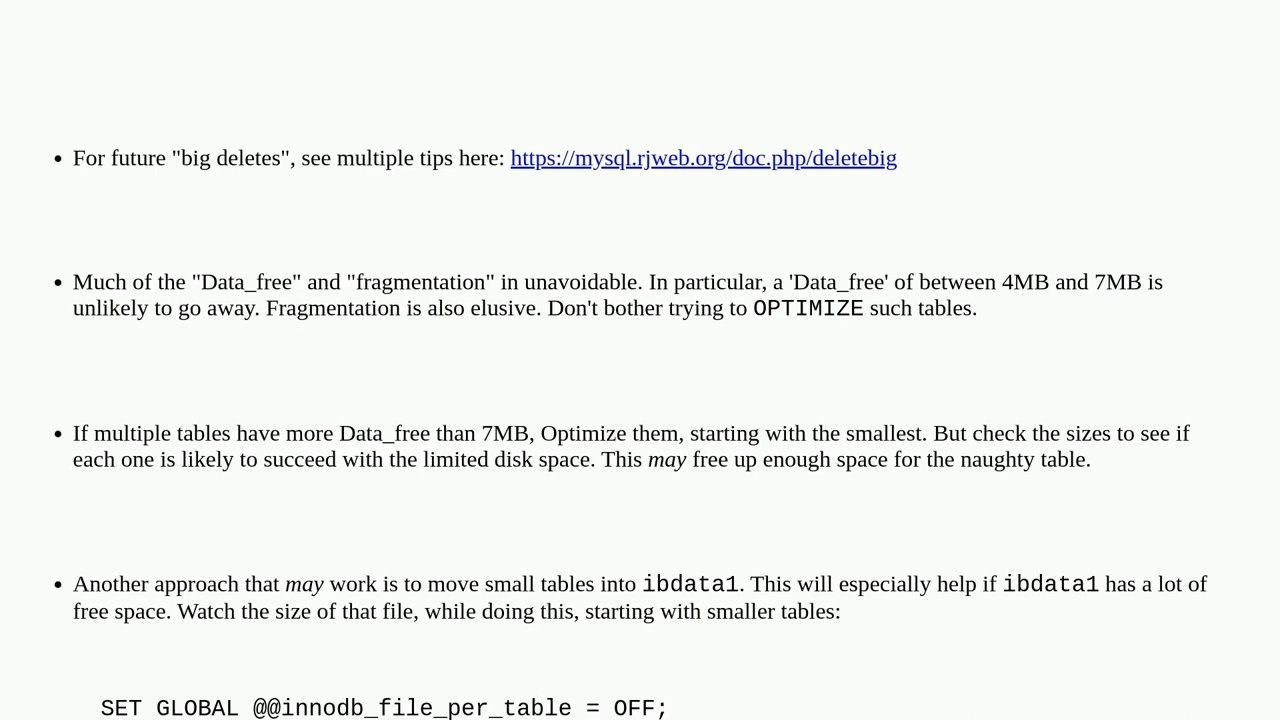 • For future "big deletes", see multiple tips here: https://mysql.rjweb.org/doc.php/deletebig
• Much of the "Data_free" and "fragmentation" in unavoidable. In particular, a 'Data_free' of between 4MB and 7MB is
unlikely to go away. Fragmentation is also elusive. Don't bother trying to OPTIMIZE such tables.
• If multiple tables have more Data_free than 7MB, Optimize them, starting with the smallest. But check the sizes to see if
each one is likely to succeed with the limited disk space. This may free up enough space for the naughty table.
• Another approach that may work is to move small tables into ibdata1. This will especially help if ibdata1 has a lot of
free space. Watch the size of that file, while doing this, starting with smaller tables:
SET GLOBAL @@innodb_file_per_table = OFF;